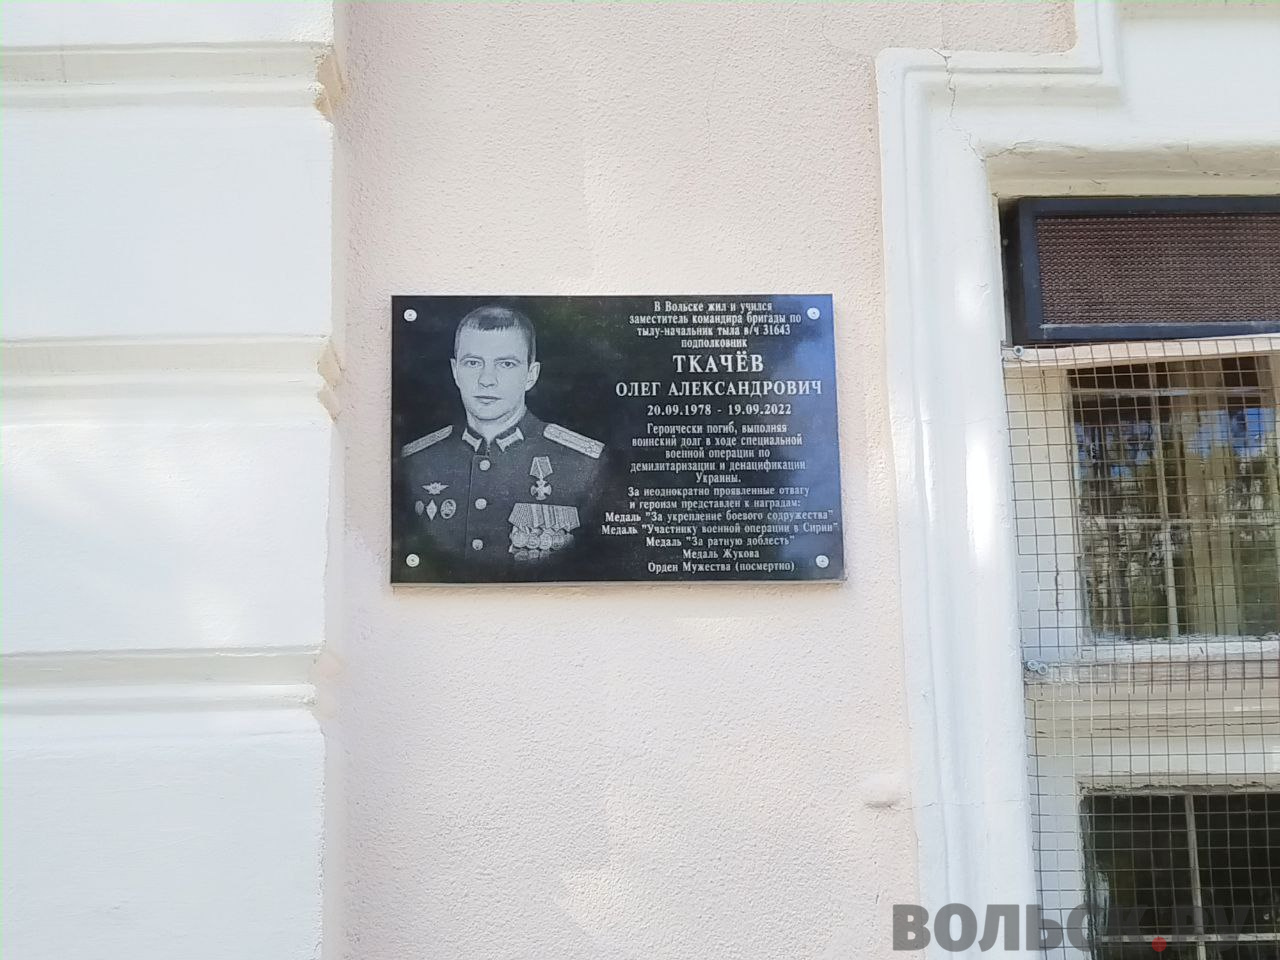 В Вольске жил и учился
заместитель командира бригады по
тылу-начальник тыла в/ч 31643
подполковник
ТКАЧЁВ
ОЛЕГ АЛЕКСАНДРОВИЧ
20.09.1978 - 19.09.2022
Героически погиб, выполняя
воинский долг в ходе специальной
военной операции по
демилитаризации и денацификации
Украины.
За неоднократно проявленные отвагу
и героизм представлен к наградам:
Медаль "За укрепление боевого содружества"
Медаль "Участнику военной операции в Сирии"
Медаль "За ратную доблесть"
Медаль Жукова
Орден Мужества (посмертно)
ВОЛЬСК.РУ